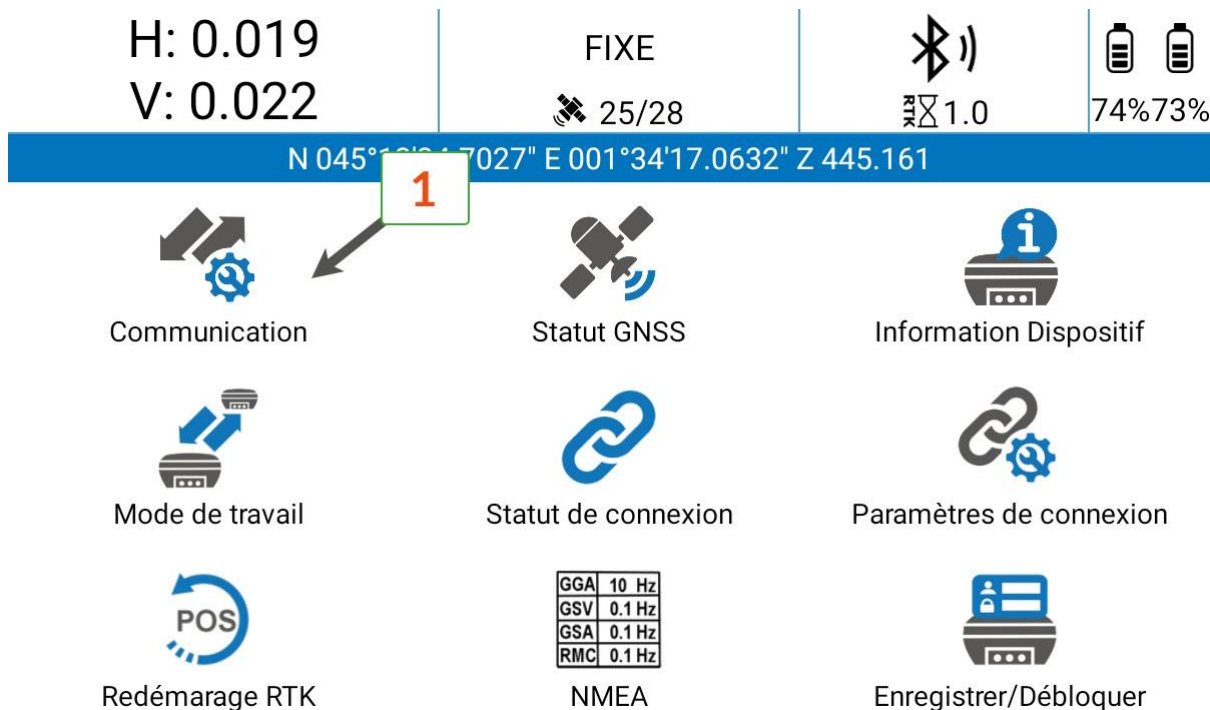 H: 0.019
V: 0.022
FIXE
25/28
RTK 1.0
74% 73%
N 045° 4.7027" E 001°34'17.0632" Z 445.161
1
Communication
Statut GNSS
Information Dispositif
Mode de travail
Statut de connexion
Paramètres de connexion
POS
Redémarage RTK
GGA 10 Hz
GSV 0.1 Hz
GSA 0.1 Hz
RMC 0.1 Hz
NMEA
Enregistrer/Débloquer